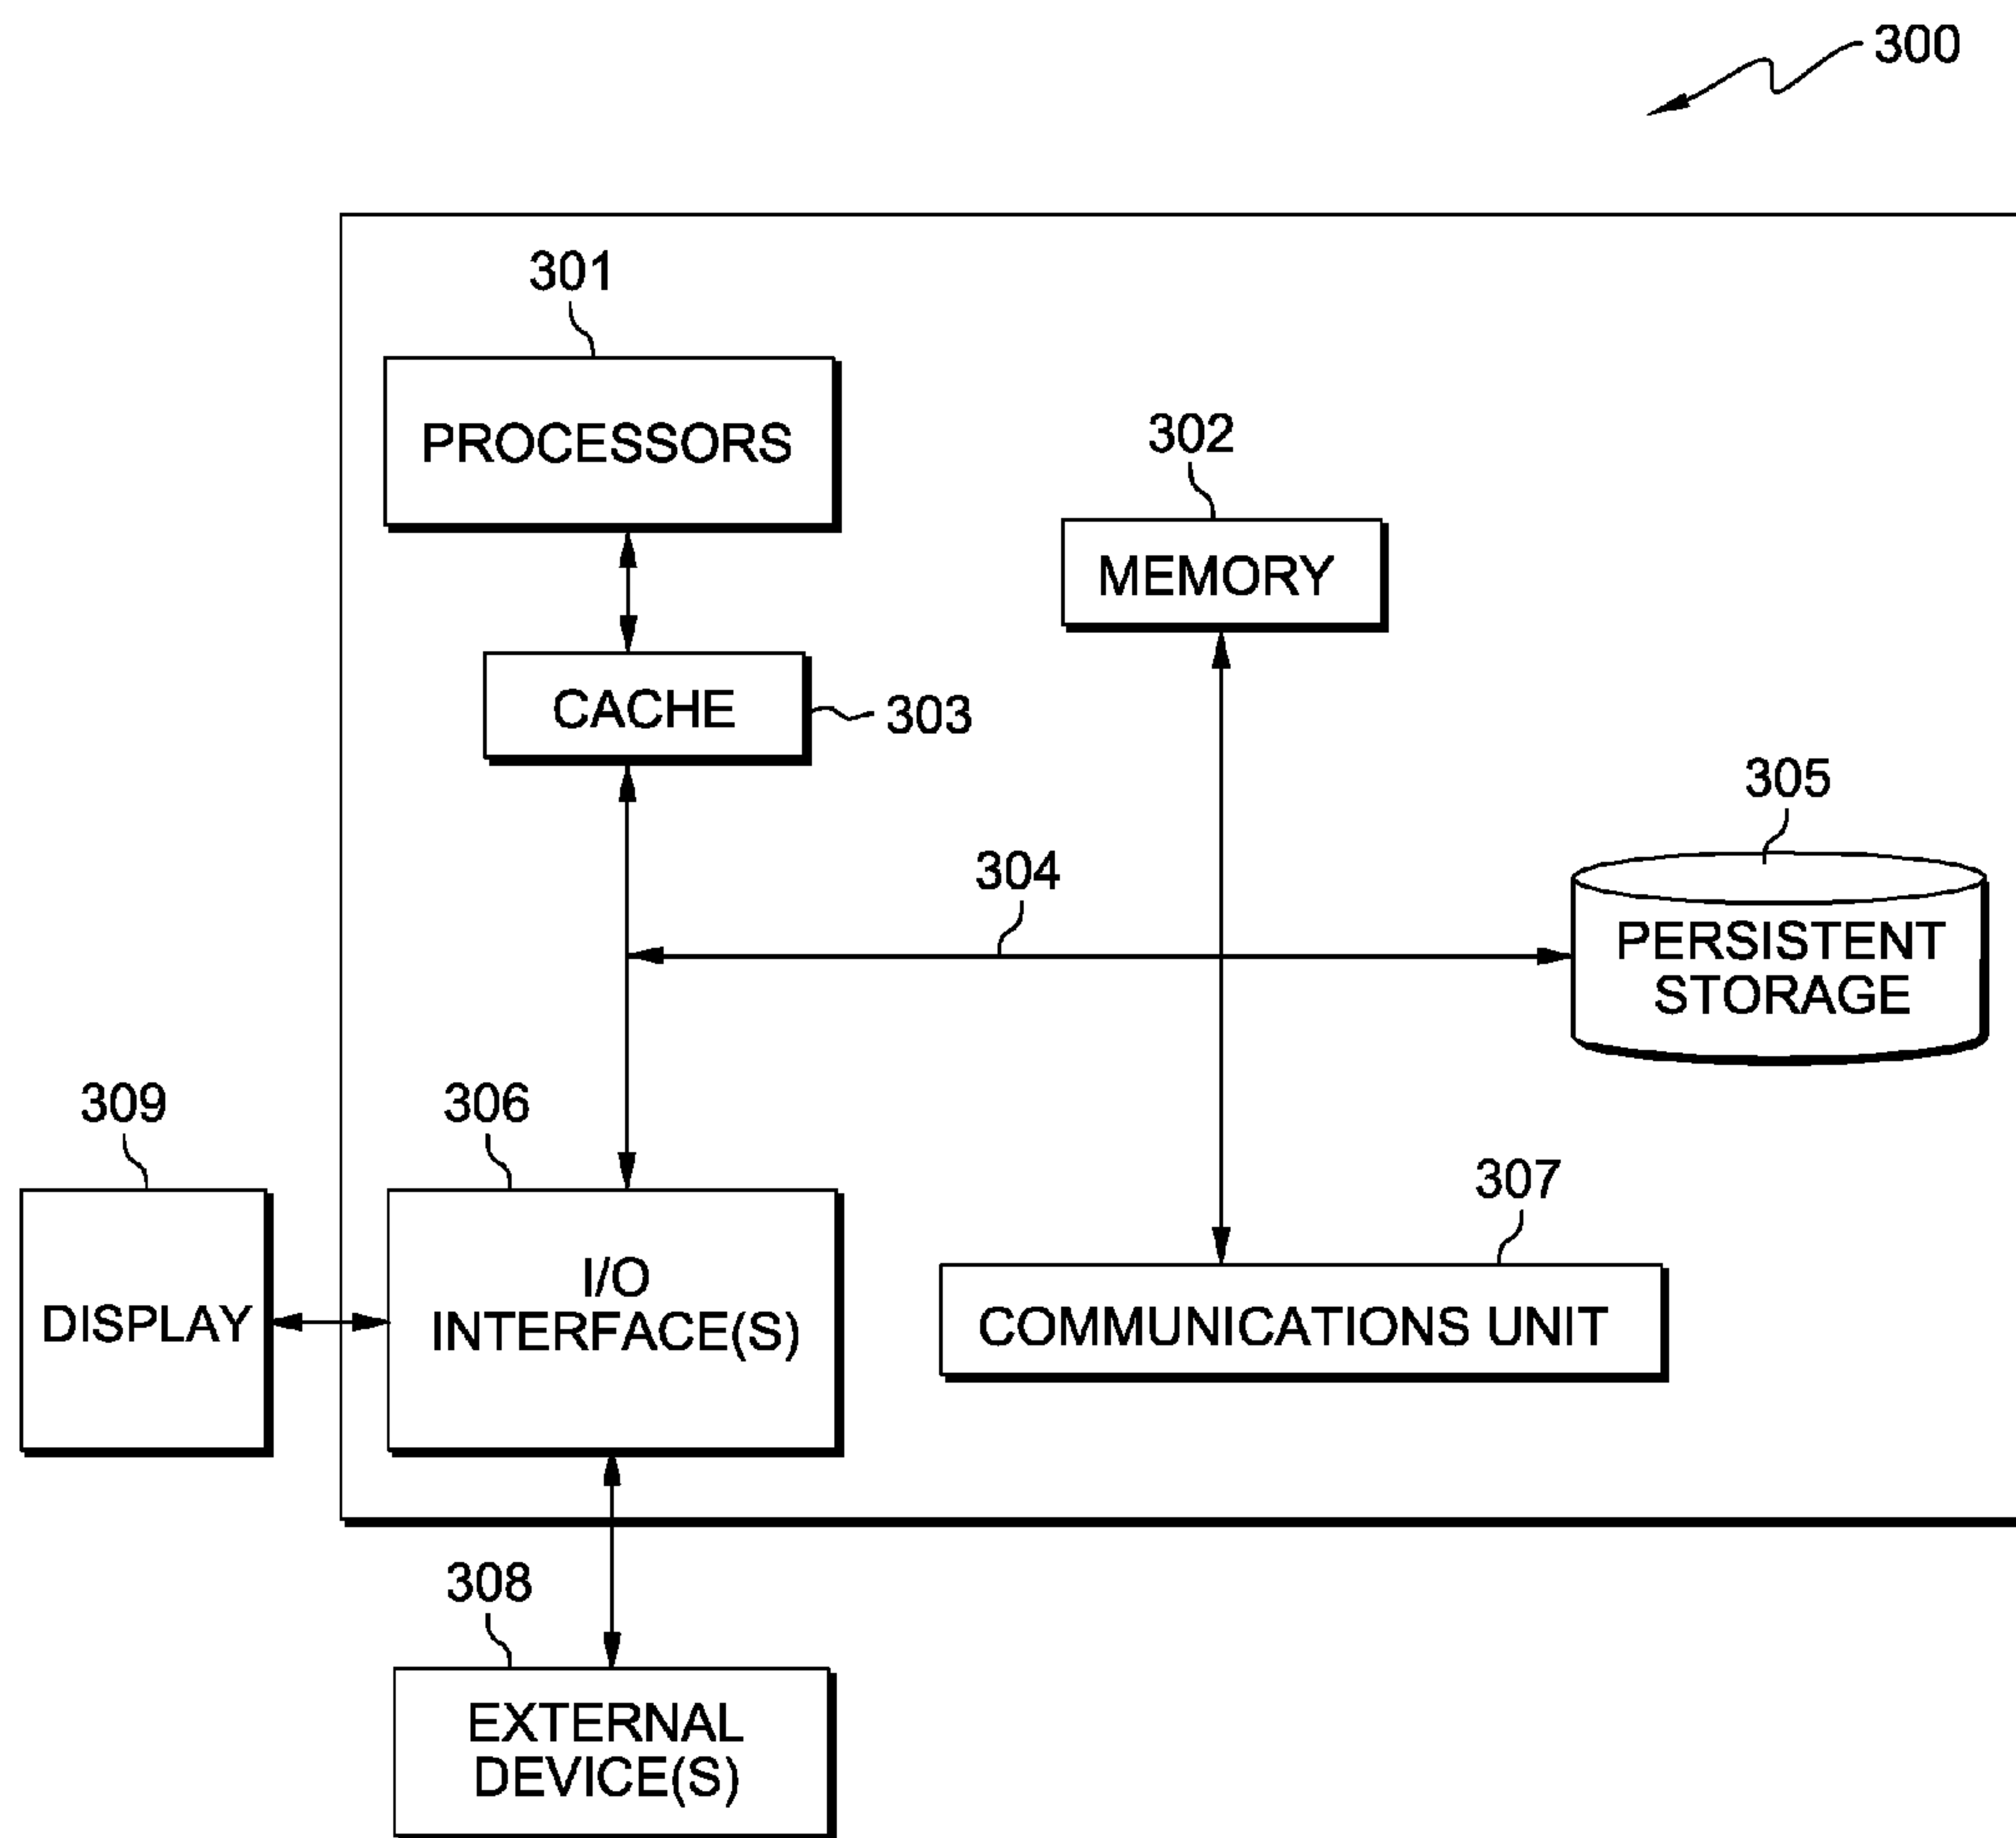 300
301
PROCESSORS
302
MEMORY
CACHE
303
305
304
PERSISTENT
STORAGE
309
306
307
DISPLAY
I/O
INTERFACE(S)
COMMUNICATIONS UNIT
308
EXTERNAL
DEVICE(S)